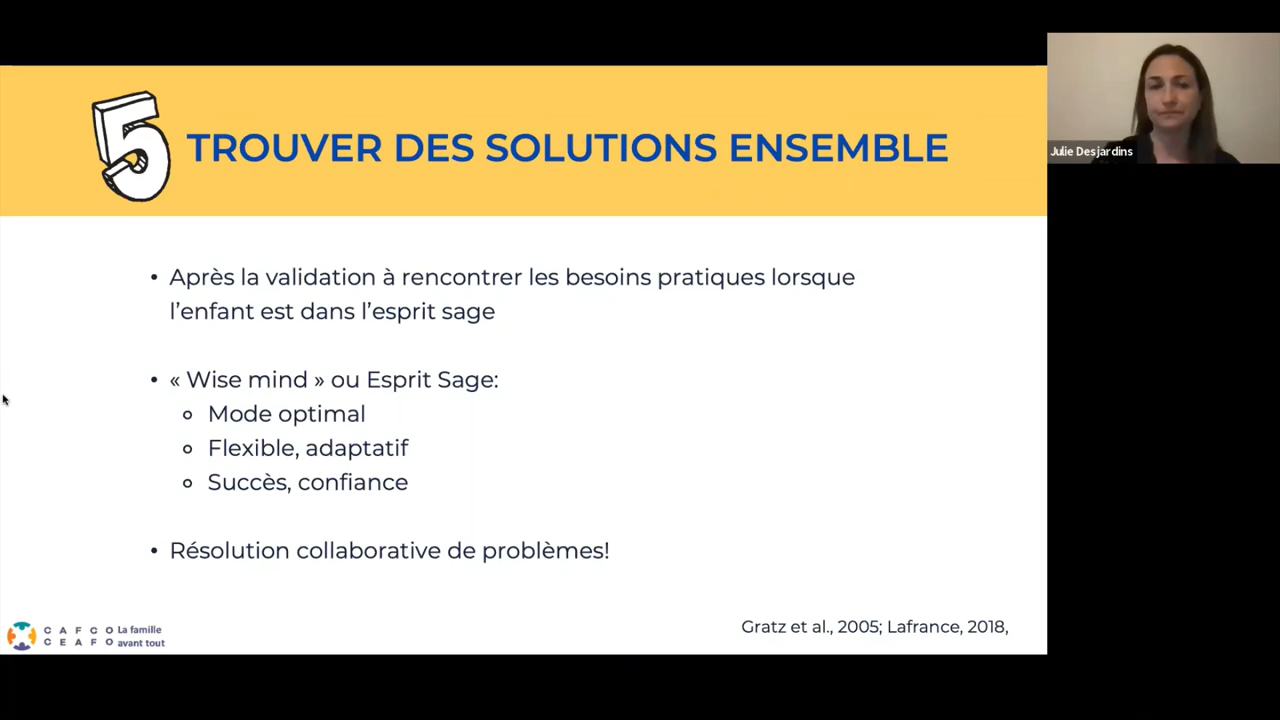 5 TROUVER DES SOLUTIONS ENSEMBLE
Julie Desjardins
• Après la validation à rencontrer les besoins pratiques lorsque
l’enfant est dans l’esprit sage
• « Wise mind » ou Esprit Sage:
Mode optimal
Flexible, adaptatif
Succès, confiance
• Résolution collaborative de problèmes!
CAFCO La famille
CEAFO avant tout
Gratz et al., 2005; Lafrance, 2018,